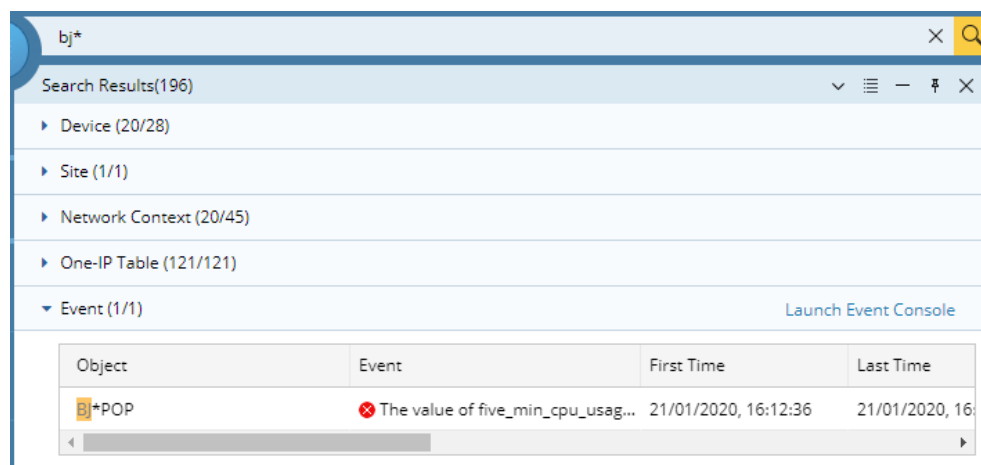 bj*
Search Results(196)
Device (20/28)
Site (1/1)
Network Context (20/45)
One-IP Table (121/121)
Event (1/1) Launch Event Console
Object Event First Time Last Time
BJ*POP The value of five_min_cpu_usag... 21/01/2020, 16:12:36 21/01/2020, 16: